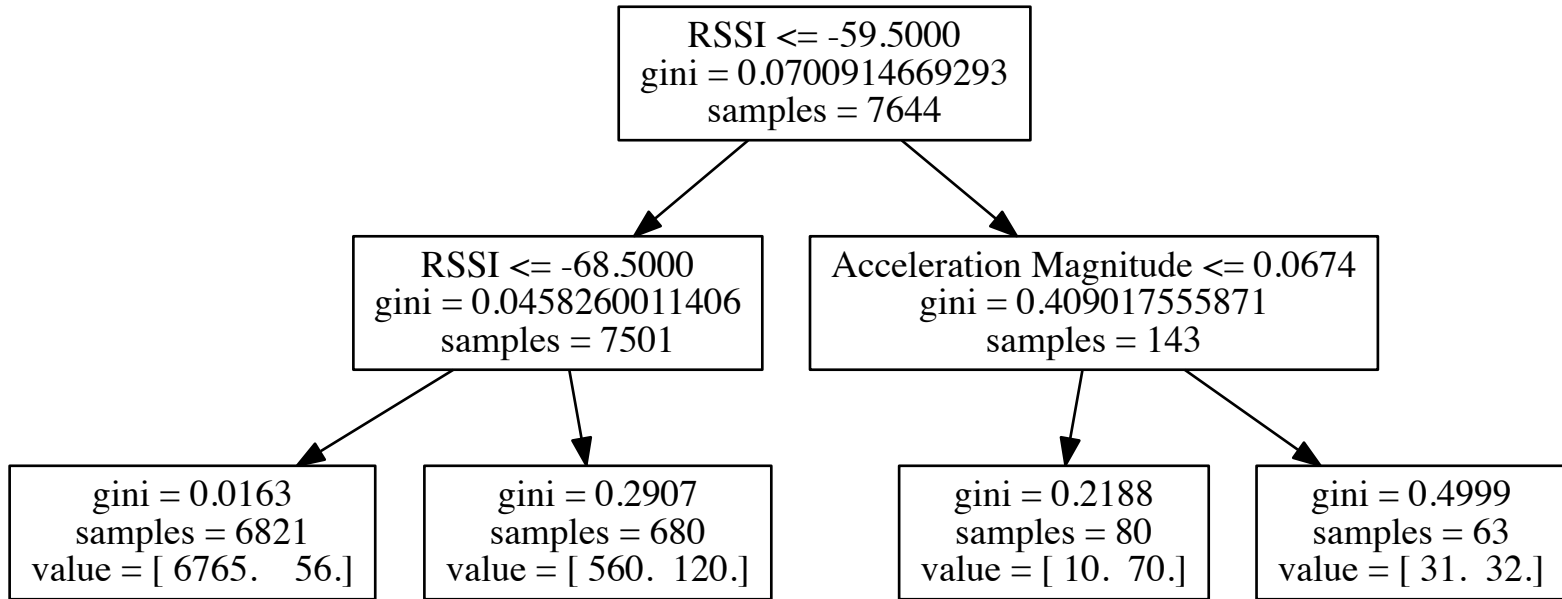 RSSI <= -59.5000
gini = 0.0700914669293
samples = 7644
RSSI <= -68.5000
gini = 0.0458260011406
samples = 7501
Acceleration Magnitude <= 0.0674
gini = 0.409017555871
samples = 143
gini = 0.0163
samples = 6821
value = [ 6765. 56.]
gini = 0.2907
samples = 680
value = [ 560. 120.]
gini = 0.2188
samples = 80
value = [ 10. 70.]
gini = 0.4999
samples = 63
value = [ 31. 32.]